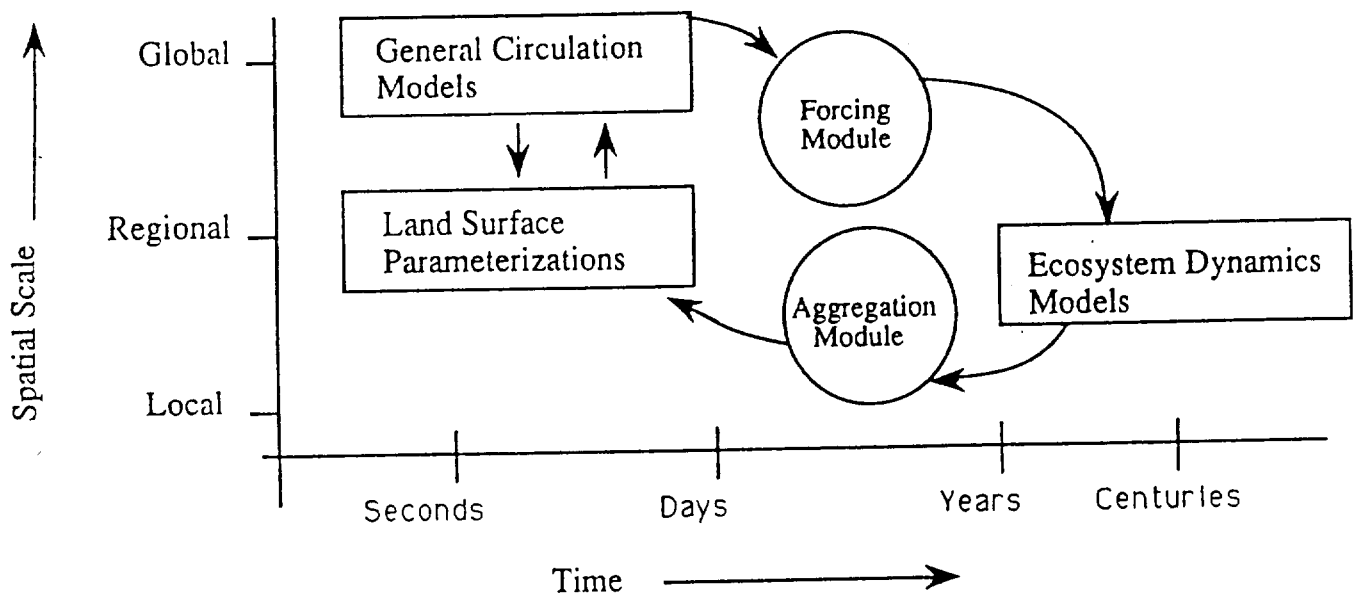 Spatial Scale
Global
Regional
Local
General Circulation
Models
Forcing
Module
Land Surface
Parameterizations
Aggregation
Module
Ecosystem Dynamics
Models
Seconds
Days
Years
Centuries
Time